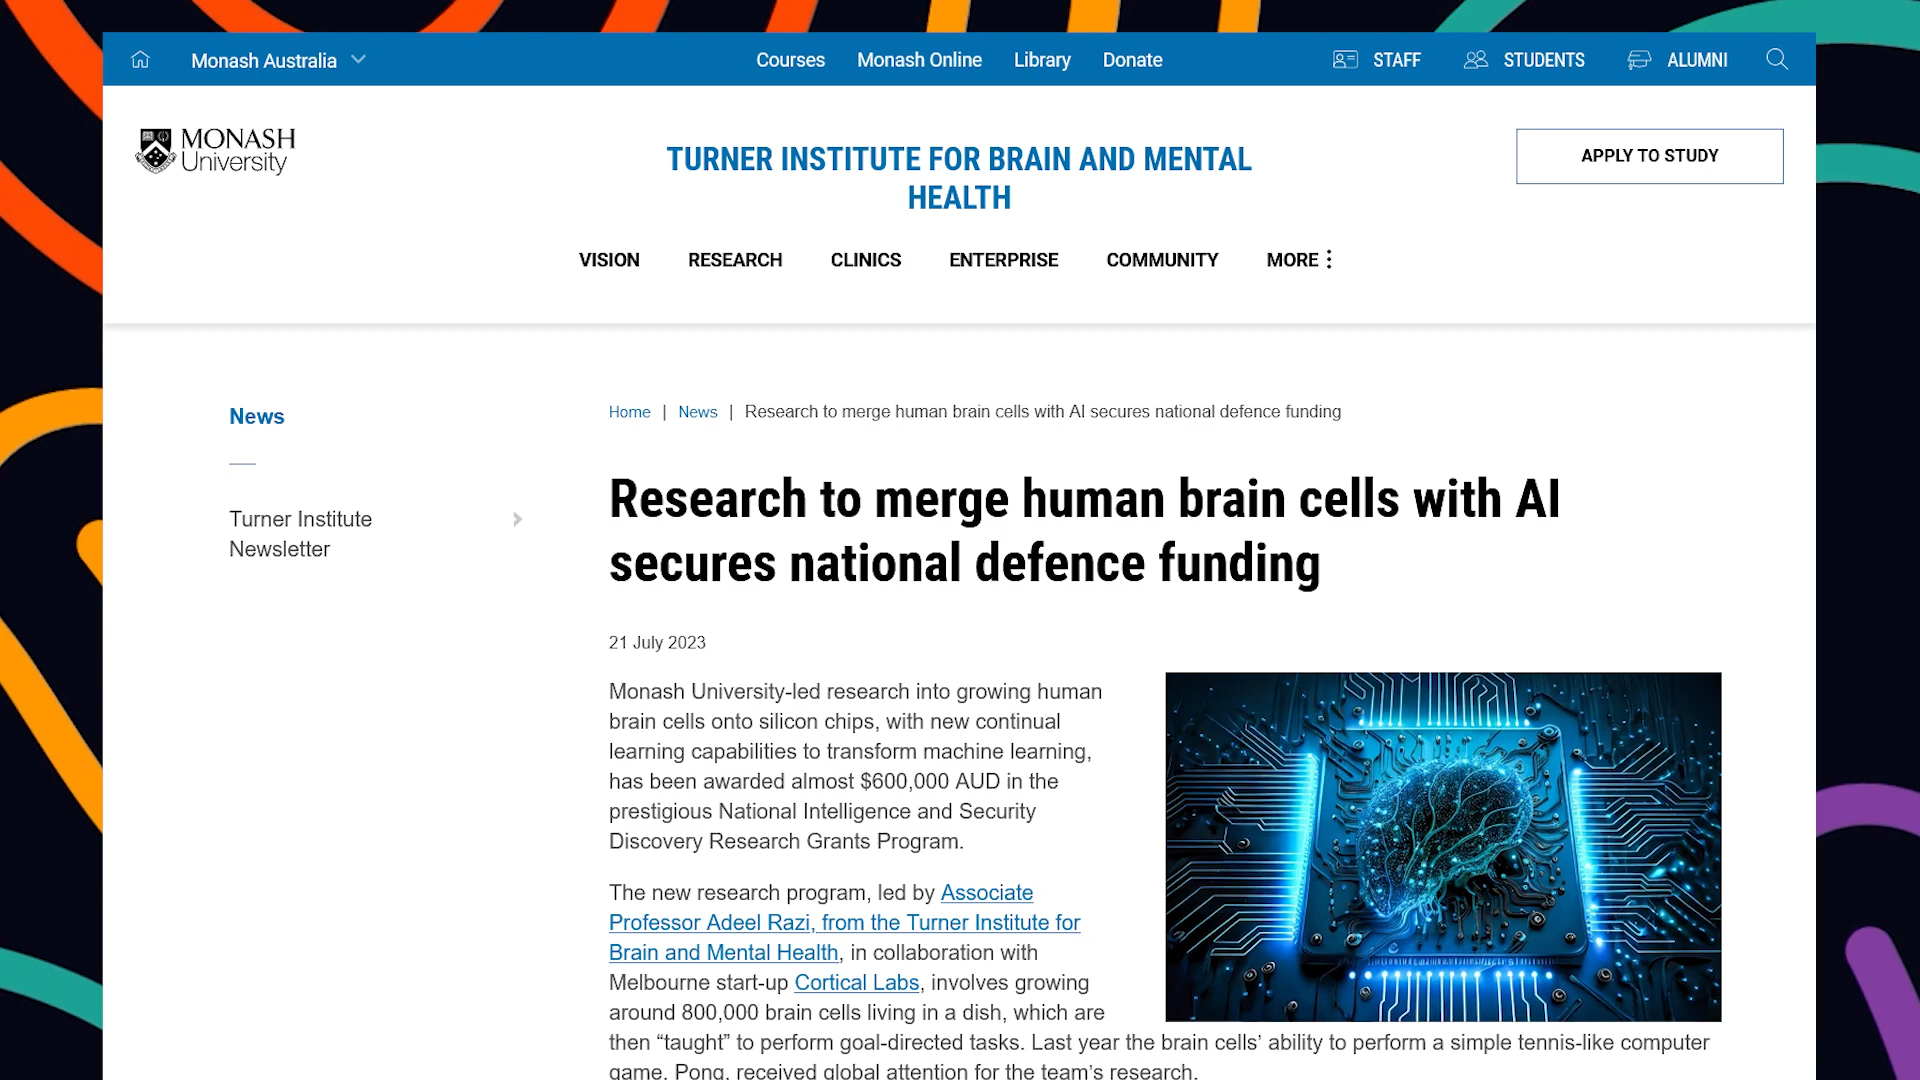 Monash Australia
Courses
Monash Online
Library
Donate
STAFF
STUDENTS
ALUMNI
MONASH
University
TURNER INSTITUTE FOR BRAIN AND MENTAL
HEALTH
APPLY TO STUDY
VISION
RESEARCH
CLINICS
ENTERPRISE
COMMUNITY
MORE
News
Turner Institute
Newsletter
Home | News | Research to merge human brain cells with AI secures national defence funding
Research to merge human brain cells with AI
secures national defence funding
21 July 2023
Monash University-led research into growing human
brain cells onto silicon chips, with new continual
learning capabilities to transform machine learning,
has been awarded almost $600,000 AUD in the
prestigious National Intelligence and Security
Discovery Research Grants Program.
The new research program, led by Associate
Professor Adeel Razi, from the Turner Institute for
Brain and Mental Health, in collaboration with
Melbourne start-up Cortical Labs, involves growing
around 800,000 brain cells living in a dish, which are
then “taught” to perform goal-directed tasks. Last year the brain cells’ ability to perform a simple tennis-like computer
game, Pong, received global attention for the team’s research.